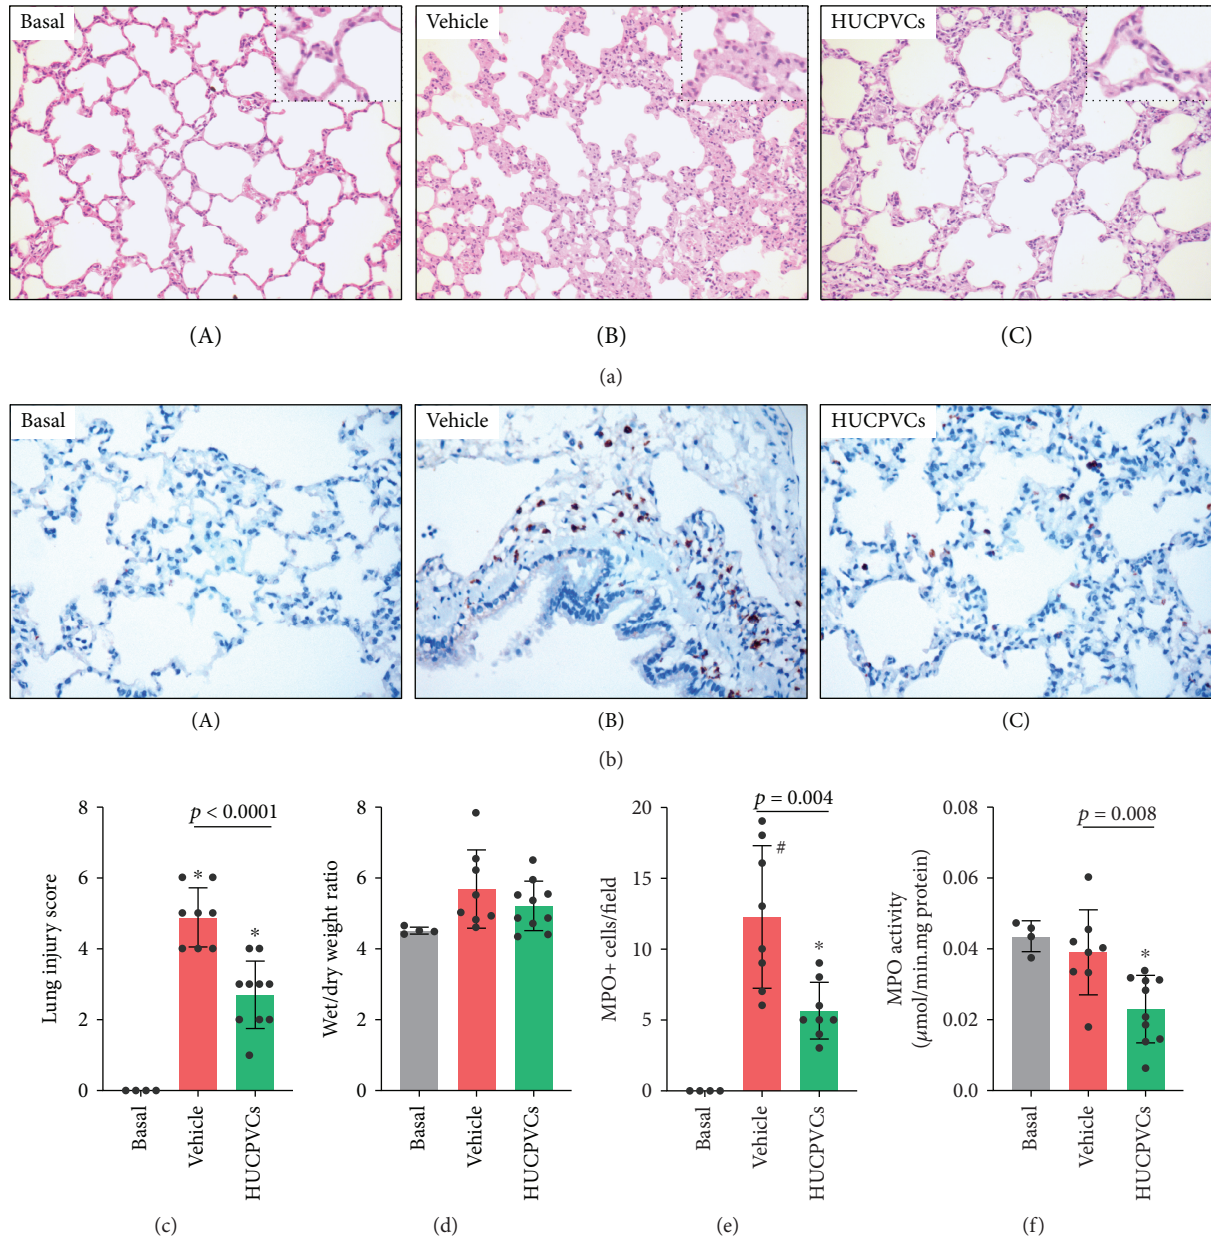 Basal Vehicle HUCPVCs
(A) (B) (C)
(a)
Basal Vehicle HUCPVCs
(A) (B) (C)
(b)
Lung injury score
8
6
4
2
0
p < 0.0001
*
*
Basal
Vehicle
HUCPVCs
(c)
Wet/dry weight ratio
8
6
4
2
0
Basal
Vehicle
HUCPVCs
(d)
MPO+ cells/field
20
15
10
5
0
p = 0.004
#
*
Basal
Vehicle
HUCPVCs
(e)
MPO activity
(μmol/min.mg protein)
0.08
0.06
0.04
0.02
0.0
p = 0.008
*
Basal
Vehicle
HUCPVCs
(f)